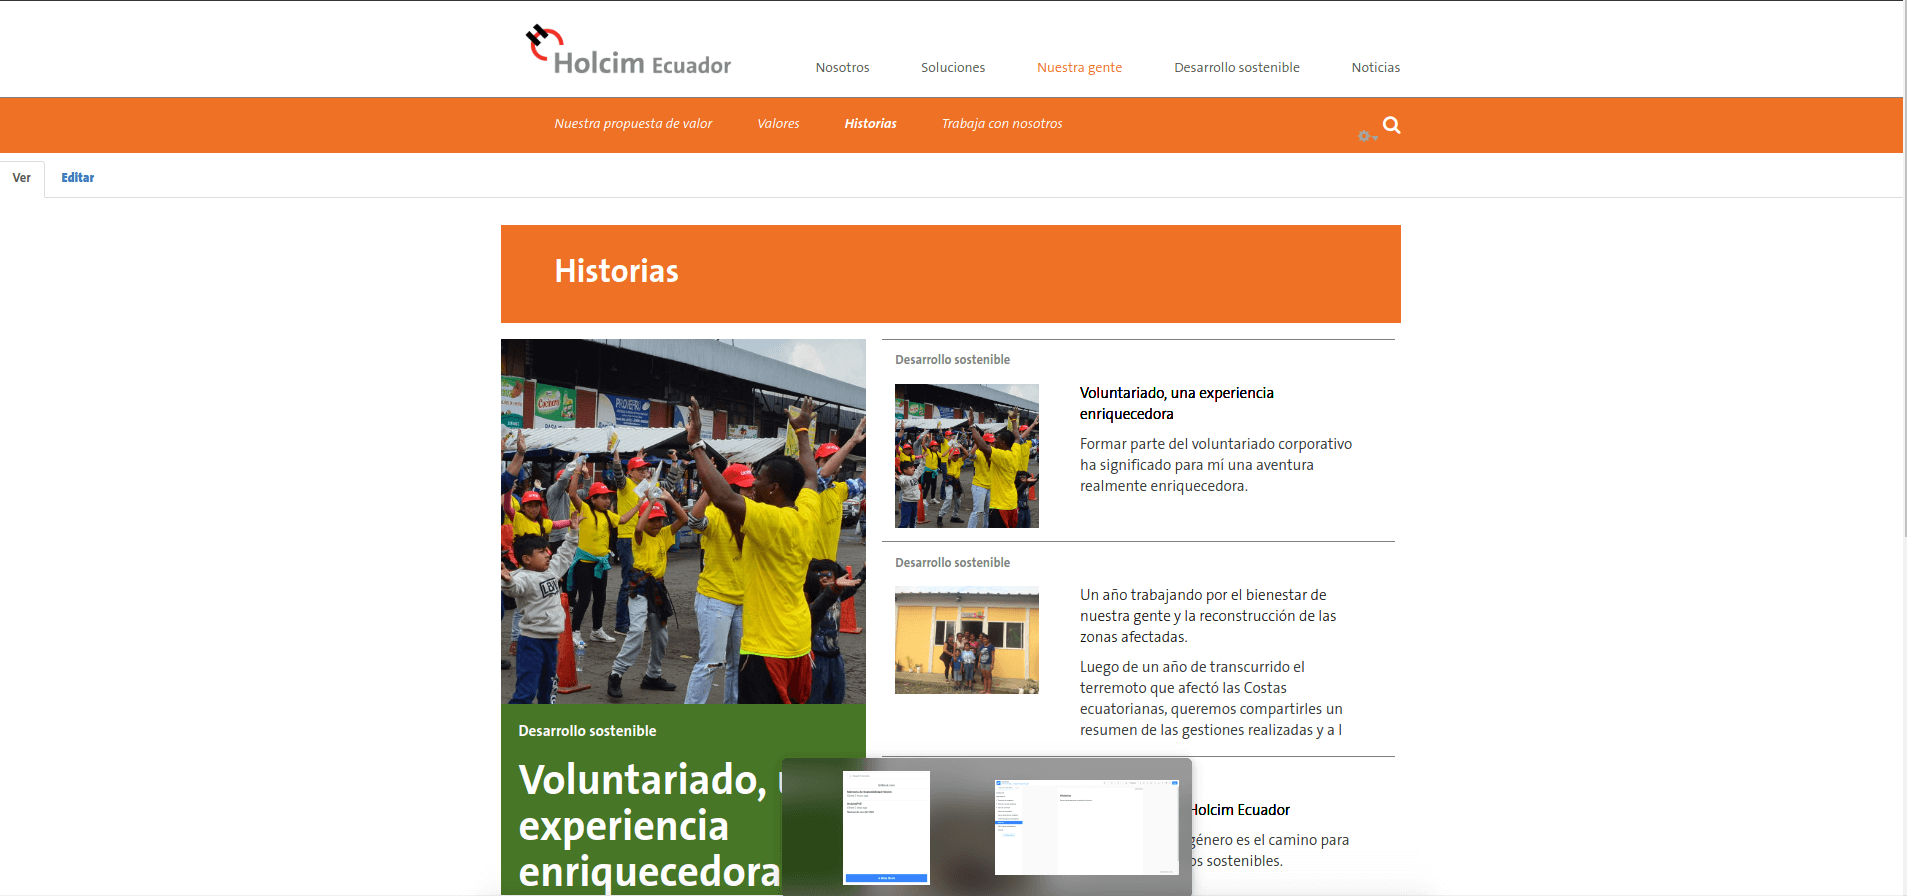 Holcim Ecuador
Nosotros
Soluciones
Nuestra gente
Desarrollo sostenible
Noticias
Nuestra propuesta de valor
Valores
Historias
Trabaja con nosotros
Ver
Editar
Historias
Desarrollo sostenible
Voluntariado,
experiencia
enriquecedora
Desarrollo sostenible
Voluntariado, una experiencia
enriquecedora
Formar parte del voluntariado corporativo
ha significado para mí una aventura
realmente enriquecedora.
Desarrollo sostenible
Un año trabajando por el bienestar de
nuestra gente y la reconstrucción de las
zonas afectadas.
Luego de un año de transcurrido el
terremoto que afectó las Costas
ecuatorianas, queremos compartirles un
resumen de las gestiones realizadas y a l
Holcim Ecuador
género es el camino para
os sostenibles.